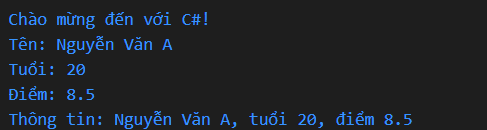 Chào mừng đến với C#!
Tên: Nguyễn Văn A
Tuổi: 20
Điểm: 8.5
Thông tin: Nguyễn Văn A, tuổi 20, điểm 8.5